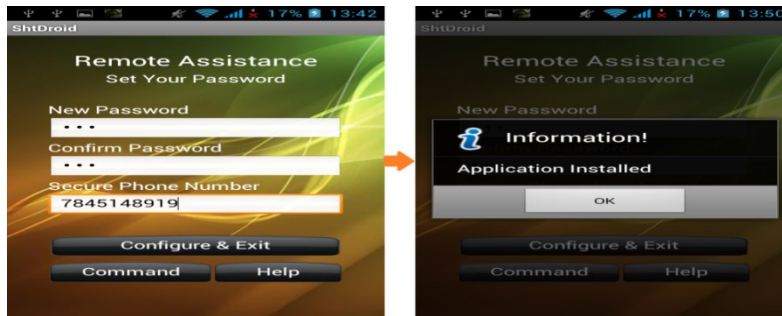 17% 13:42
ShtDroid
Remote Assistance
Set Your Password
New Password
Confirm Password
Secure Phone Number
7845148919
Configure & Exit
Command Help
17% 13:50
ShtDroid
Remote Assistance
Set Your Password
New Password
Information!
Application Installed
OK
Configure & Exit
Command Help